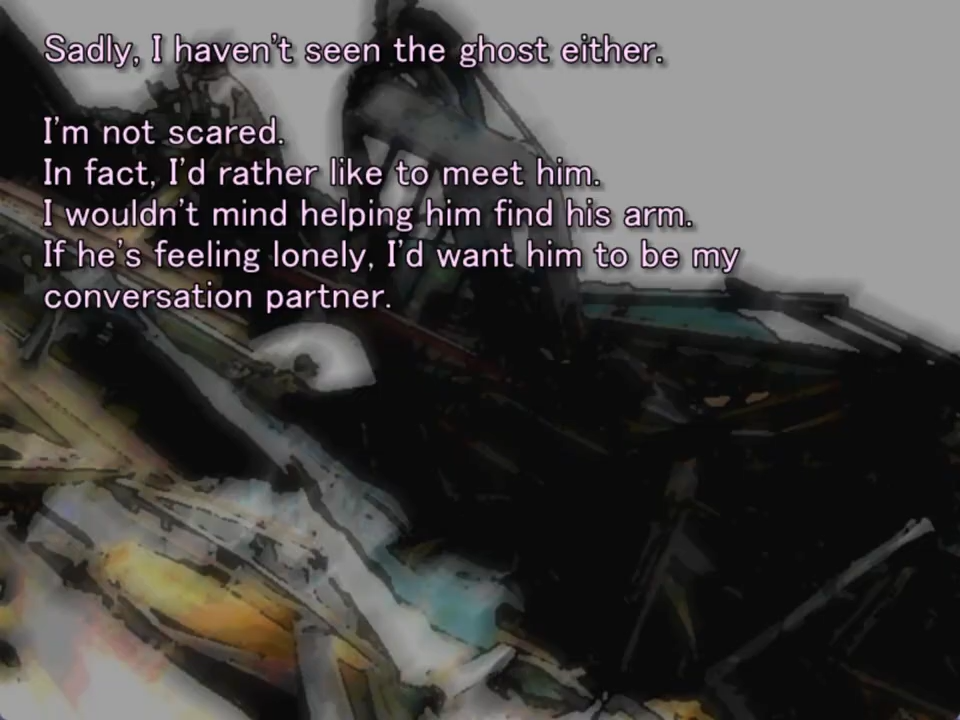 Sadly, I haven't seen the ghost either.
I'm not scared.
In fact, I'd rather like to meet him.
I wouldn't mind helping him find his arm.
If he's feeling lonely, I'd want him to be my
conversation partner.